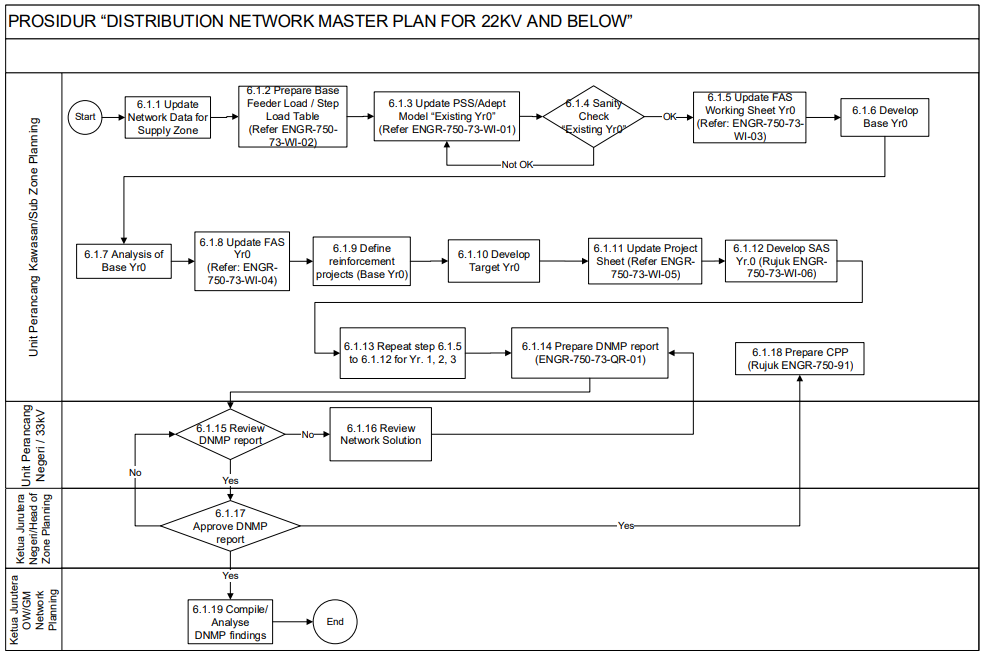 PROSIDUR “DISTRIBUTION NETWORK MASTER PLAN FOR 22KV AND BELOW”
Unit Perancang Kawasan/Sub Zone Planning
Start
6.1.1 Update
Network Data for
Supply Zone
6.1.2 Prepare Base
Feeder Load / Step
Load Table
(Refer ENGR-750-
73-WI-02)
6.1.3 Update PSS/Adept
Model “Existing Yr0”
(Refer ENGR-750-73-WI-01)
6.1.4 Sanity
Check
“Existing Yr0”
OK
Not OK
6.1.5 Update FAS
Working Sheet Yr0
(Refer: ENGR-750-73-
WI-03)
6.1.6 Develop
Base Yr0
6.1.7 Analysis of
Base Yr0
6.1.8 Update FAS
Yr0
(Refer: ENGR-
750-73-WI-04)
6.1.9 Define
reinforcement
projects (Base Yr0)
6.1.10 Develop
Target Yr0
6.1.11 Update Project
Sheet (Refer ENGR-
750-73-WI-05)
6.1.12 Develop SAS
Yr.0 (Rujuk ENGR-
750-73-WI-06)
6.1.13 Repeat step 6.1.5
to 6.1.12 for Yr. 1, 2, 3
6.1.14 Prepare DNMP report
(ENGR-750-73-QR-01)
6.1.18 Prepare CPP
(Rujuk ENGR-750-91)
Unit Perancang
Negeri / 33kV
6.1.15 Review
DNMP report
No
6.1.16 Review
Network Solution
Yes
No
Ketua Jurutera
Negeri/Head of
Zone Planning
6.1.17
Approve DNMP
report
Yes
Yes
Ketua Jurutera
OW/GM
Network
Planning
6.1.19 Compile/
Analyse
DNMP findings
End